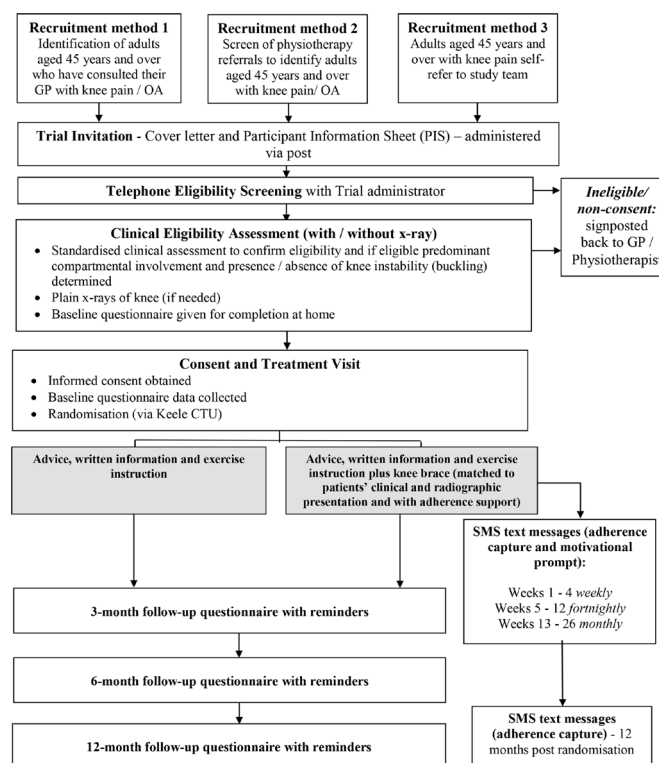 Recruitment method 1
Identification of adults
aged 45 years and over
who have consulted their
GP with knee pain / OA
Recruitment method 2
Screen of physiotherapy
referrals to identify adults
aged 45 years and over
with knee pain/ OA
Recruitment method 3
Adults aged 45 years and
over with knee pain self-
refer to study team
Trial Invitation - Cover letter and Participant Information Sheet (PIS) – administered
via post
Telephone Eligibility Screening with Trial administrator
Ineligible/
non-consent:
signposted
back to GP /
Physiotherapist
Clinical Eligibility Assessment (with / without x-ray)
• Standardised clinical assessment to confirm eligibility and if eligible predominant
compartmental involvement and presence / absence of knee instability (buckling)
determined
• Plain x-rays of knee (if needed)
• Baseline questionnaire given for completion at home
Consent and Treatment Visit
• Informed consent obtained
• Baseline questionnaire data collected
• Randomisation (via Keele CTU)
Advice, written information and exercise
instruction
Advice, written information and exercise
instruction plus knee brace (matched to
patients’ clinical and radiographic
presentation and with adherence support)
SMS text messages (adherence
capture and motivational
prompt):
Weeks 1 - 4 weekly
Weeks 5 - 12 fortnightly
Weeks 13 - 26 monthly
3-month follow-up questionnaire with reminders
6-month follow-up questionnaire with reminders
12-month follow-up questionnaire with reminders
SMS text messages
(adherence capture) - 12
months post randomisation